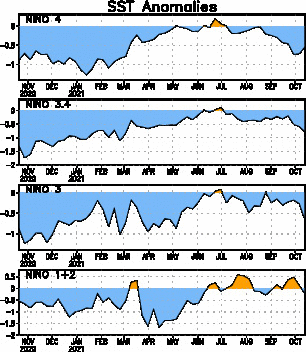 SST Anomalies
NINO 4
0
-0.5
-1
NOV DEC JAN FEB MAR APR MAY JUN JUL AUG SEP OCT
2020 2021
NINO 3.4
0
-0.5
-1
-1.5
-2
NOV DEC JAN FEB MAR APR MAY JUN JUL AUG SEP OCT
2020 2021
NINO 3
0
-0.5
-1
NOV DEC JAN FEB MAR APR MAY JUN JUL AUG SEP OCT
2020 2021
NINO 1+2
0.5
0
-0.5
-1
-1.5
-2
NOV DEC JAN FEB MAR APR MAY JUN JUL AUG SEP OCT
2020 2021